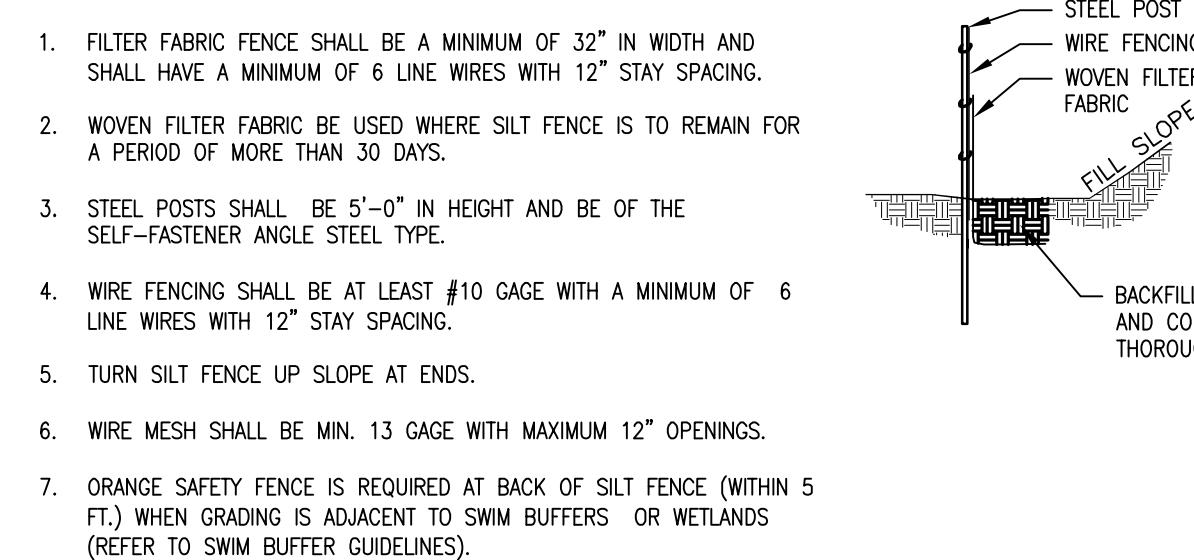 1. FILTER FABRIC FENCE SHALL BE A MINIMUM OF 32" IN WIDTH AND
SHALL HAVE A MINIMUM OF 6 LINE WIRES WITH 12" STAY SPACING.
2. WOVEN FILTER FABRIC BE USED WHERE SILT FENCE IS TO REMAIN FOR
A PERIOD OF MORE THAN 30 DAYS.
3. STEEL POSTS SHALL BE 5'-0" IN HEIGHT AND BE OF THE
SELF-FASTENER ANGLE STEEL TYPE.
4. WIRE FENCING SHALL BE AT LEAST #10 GAGE WITH A MINIMUM OF 6
LINE WIRES WITH 12" STAY SPACING.
5. TURN SILT FENCE UP SLOPE AT ENDS.
6. WIRE MESH SHALL BE MIN. 13 GAGE WITH MAXIMUM 12" OPENINGS.
7. ORANGE SAFETY FENCE IS REQUIRED AT BACK OF SILT FENCE (WITHIN 5
FT.) WHEN GRADING IS ADJACENT TO SWIM BUFFERS OR WETLANDS
(REFER TO SWIM BUFFER GUIDELINES).
STEEL POST
WIRE FENCING
WOVEN FILTER
FABRIC
FILL SLOPE
BACKFILL
AND